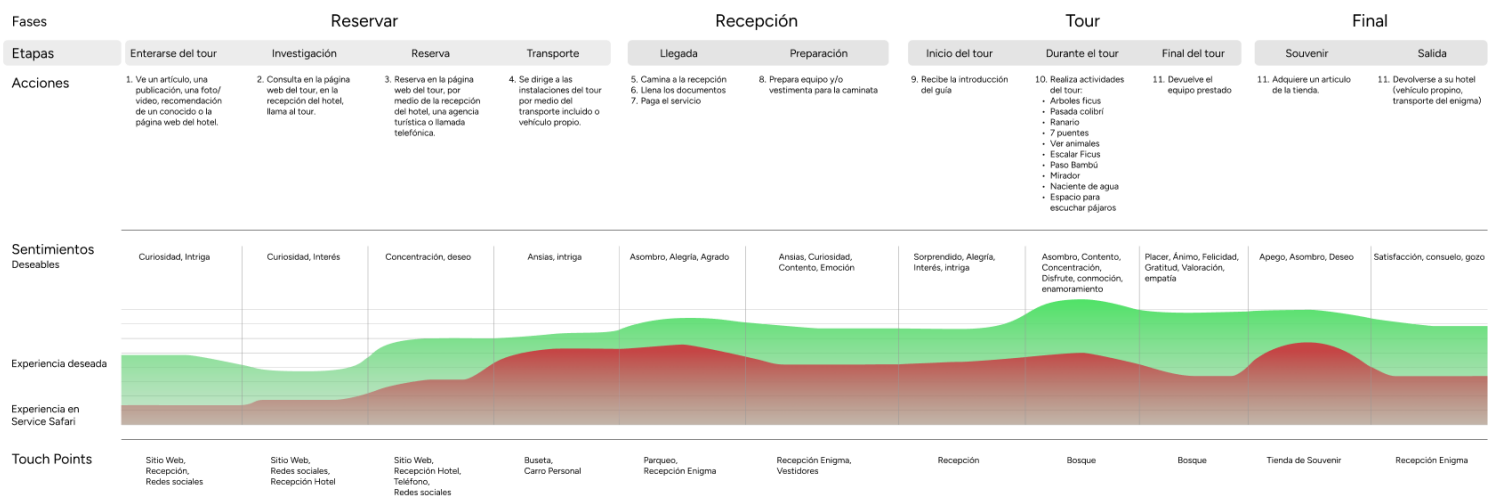 Fases
Reservar
Recepción
Tour
Final
Etapas
Enterarse del tour
Investigación
Reserva
Transporte
Llegada
Preparación
Inicio del tour
Durante el tour
Final del tour
Souvenir
Salida
Acciones
1. Ve un artículo, una
publicación, una foto/
video, recomendación
de un conocido o la
página web del hotel.
2. Consulta en la página
web del tour, en la
recepción del hotel,
llama al tour.
3. Reserva en la página
web del tour, por
medio de la recepción
del hotel, una agencia
turística o llamada
telefónica.
4. Se dirige a las
instalaciones del tour
por medio del
transporte incluido o
vehículo propio.
5. Camina a la recepción
6. Llena los documentos
7. Paga el servicio
8. Prepara equipo y/o
vestimenta para la caminata
9. Recibe la introducción
del guía
10. Realiza actividades
del tour:
• Arboles ficus
• Pasada colibrí
• Ranario
• 7 puentes
• Ver animales
• Escalar Ficus
• Paso Bambú
• Mirador
• Naciente de agua
• Espacio para
escuchar pájaros
11. Devuelve el
equipo prestado
11. Adquiere un articulo
de la tienda.
11. Devolverse a su hotel
(vehículo propino,
transporte del enigma)
Sentimientos
Deseables
Curiosidad, Intriga
Curiosidad, Interés
Concentración, deseo
Ansias, intriga
Asombro, Alegría, Agrado
Ansias, Curiosidad,
Contento, Emoción
Sorprendido, Alegría,
Interés, intriga
Asombro, Contento,
Concentración,
Disfrute, conmoción,
enamoramiento
Placer, Ánimo, Felicidad,
Gratitud, Valoración,
empatía
Apego, Asombro, Deseo
Satisfacción, consuelo, gozo
Experiencia deseada
Experiencia en
Service Safari
Touch Points
Sitio Web,
Recepción,
Redes sociales
Sitio Web,
Redes sociales,
Recepción Hotel
Sitio Web,
Recepción Hotel,
Teléfono,
Redes sociales
Buseta,
Carro Personal
Parqueo,
Recepción Enigma
Recepción Enigma,
Vestidores
Recepción
Bosque
Bosque
Tienda de Souvenir
Recepción Enigma